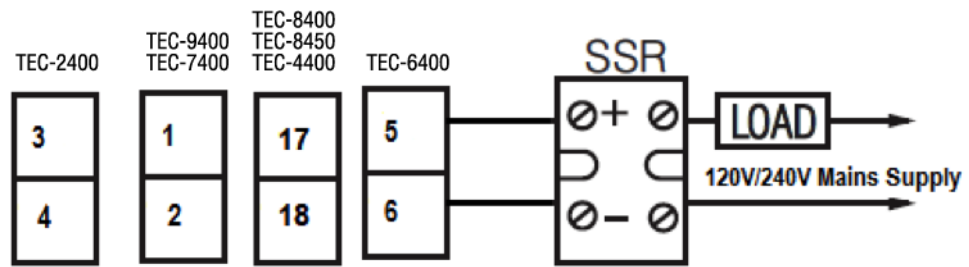 TEC-2400
TEC-9400
TEC-7400
TEC-8400
TEC-8450
TEC-4400
TEC-6400
SSR
3
1
17
5
+
LOAD
120V/240V Mains Supply
4
2
18
6
−